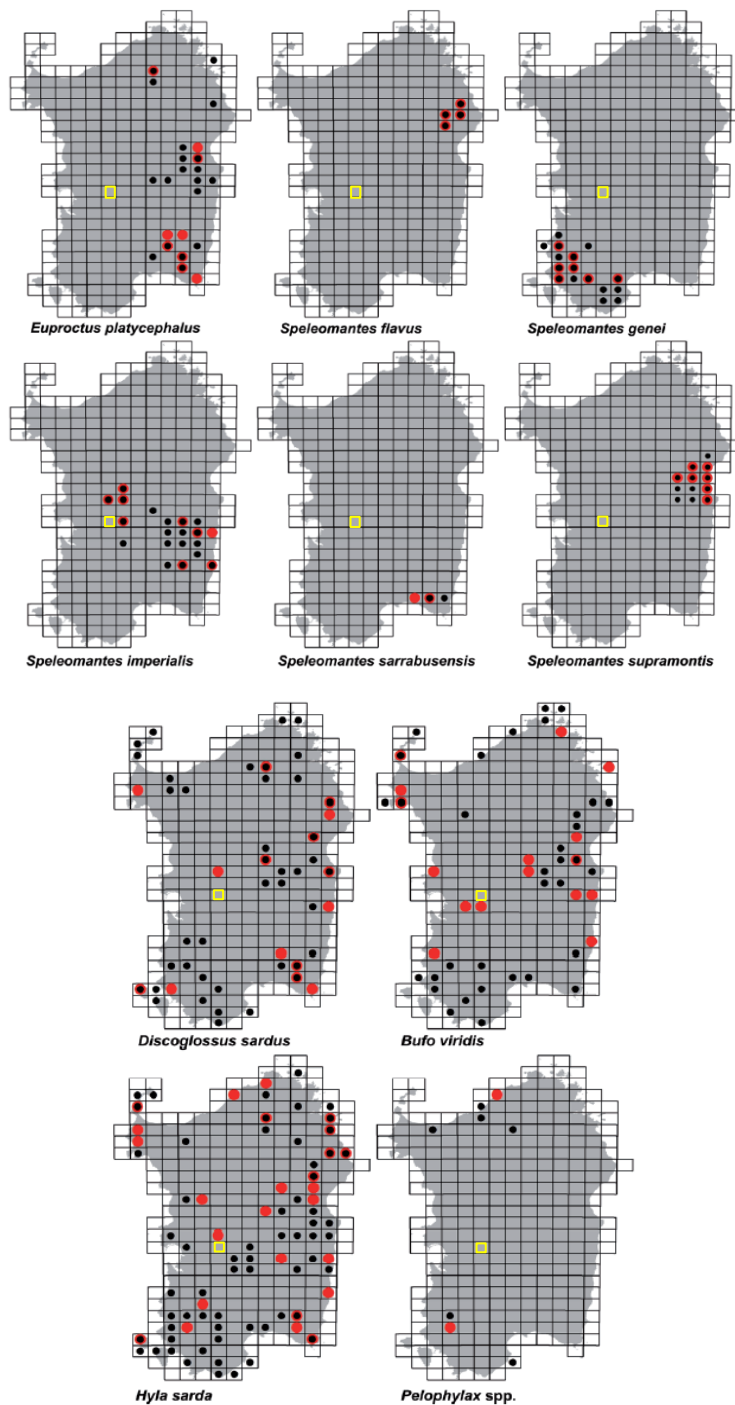 Euproctus platycephalus Speleomantes flavus Speleomantes genei
Speleomantes imperialis Speleomantes sarrabusensis Speleomantes supramontis
Discoglossus sardus Bufo viridis
Hyla sarda Pelophylax spp.